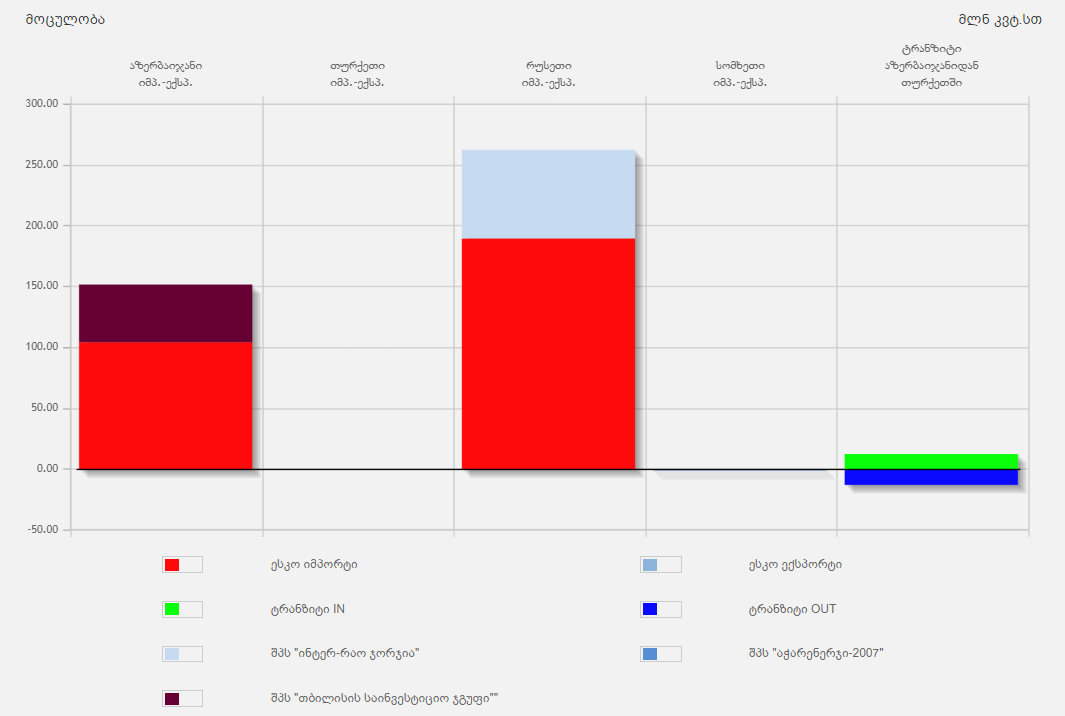 მოცულობა
მლნ კვტ.სთ
აზერბაიჯანი
იმპ.-ექსპ.
თურქეთი
იმპ.-ექსპ.
რუსეთი
იმპ.-ექსპ.
სომხეთი
იმპ.-ექსპ.
ტრანზიტი
აზერბაიჯანიდან
თურქეთში
300.00
250.00
200.00
150.00
100.00
50.00
0.00
-50.00
ესკო იმპორტი
ესკო ექსპორტი
ტრანზიტი IN
ტრანზიტი OUT
შპს "ინტერ-რაო ჯორჯია"
შპს "აჭარენერჯი-2007"
შპს "თბილისის საინვესტიციო ჯგუფი""